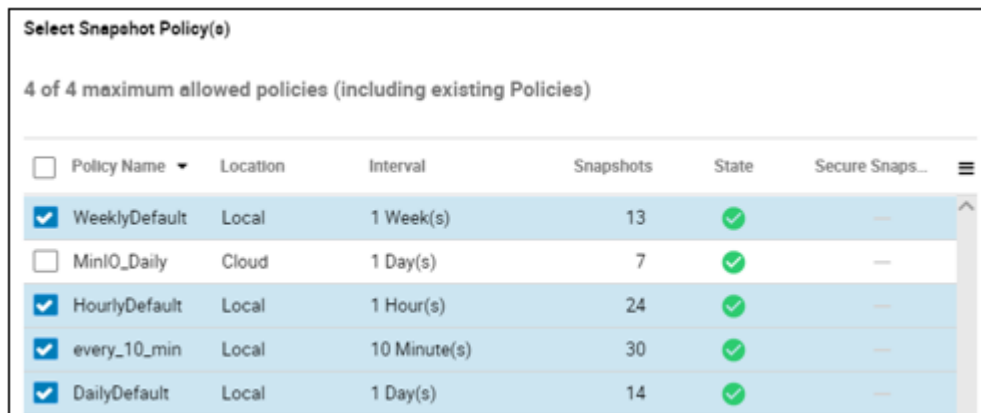 Select Snapshot Policy(s)
4 of 4 maximum allowed policies (including existing Policies)
Policy Name Location Interval Snapshots State Secure Snaps...
WeeklyDefault Local 1 Week(s) 13 —
MinIO_Daily Cloud 1 Day(s) 7 —
HourlyDefault Local 1 Hour(s) 24 —
every_10_min Local 10 Minute(s) 30 —
DailyDefault Local 1 Day(s) 14 —